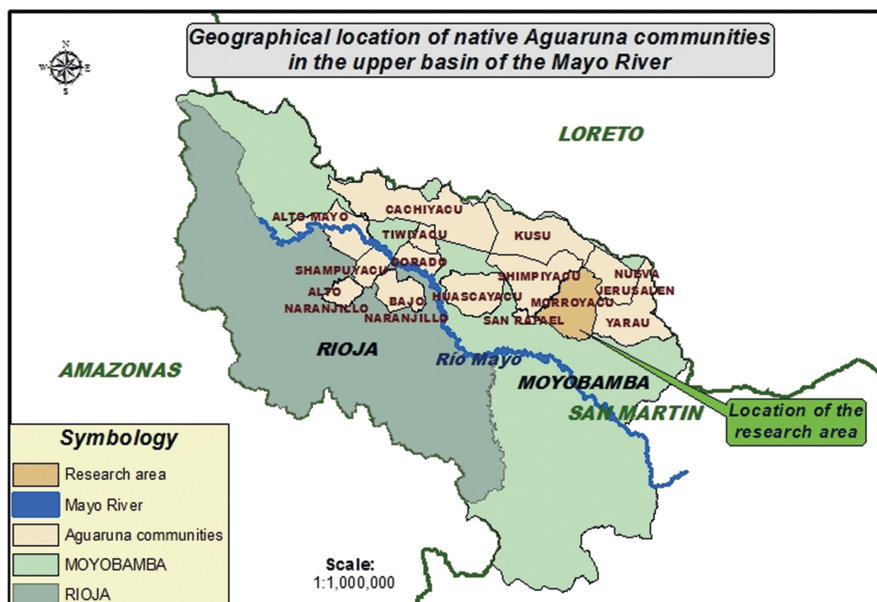 Geographical location of native Aguaruna communities
in the upper basin of the Mayo River
N
W E
S
LORETO
CACHIYACU
ALTO MAYO
TIWIYACU
KUSU
DORADO
SHAMPUYACU
SHIMPIYACU
NUEVA
JERUSALEN
ALTO
NARANJILLO
BAJO
NARANJILLO
HUASCAYACU
MORROYACU
SAN RAFAEL
YARAU
RIOJA
Río Mayo
AMAZONAS
MOYOBAMBA
SAN MARTIN
Location of the
research area
Symbology
Research area
Mayo River
Aguaruna communities
MOYOBAMBA
RIOJA
Scale:
1:1,000,000